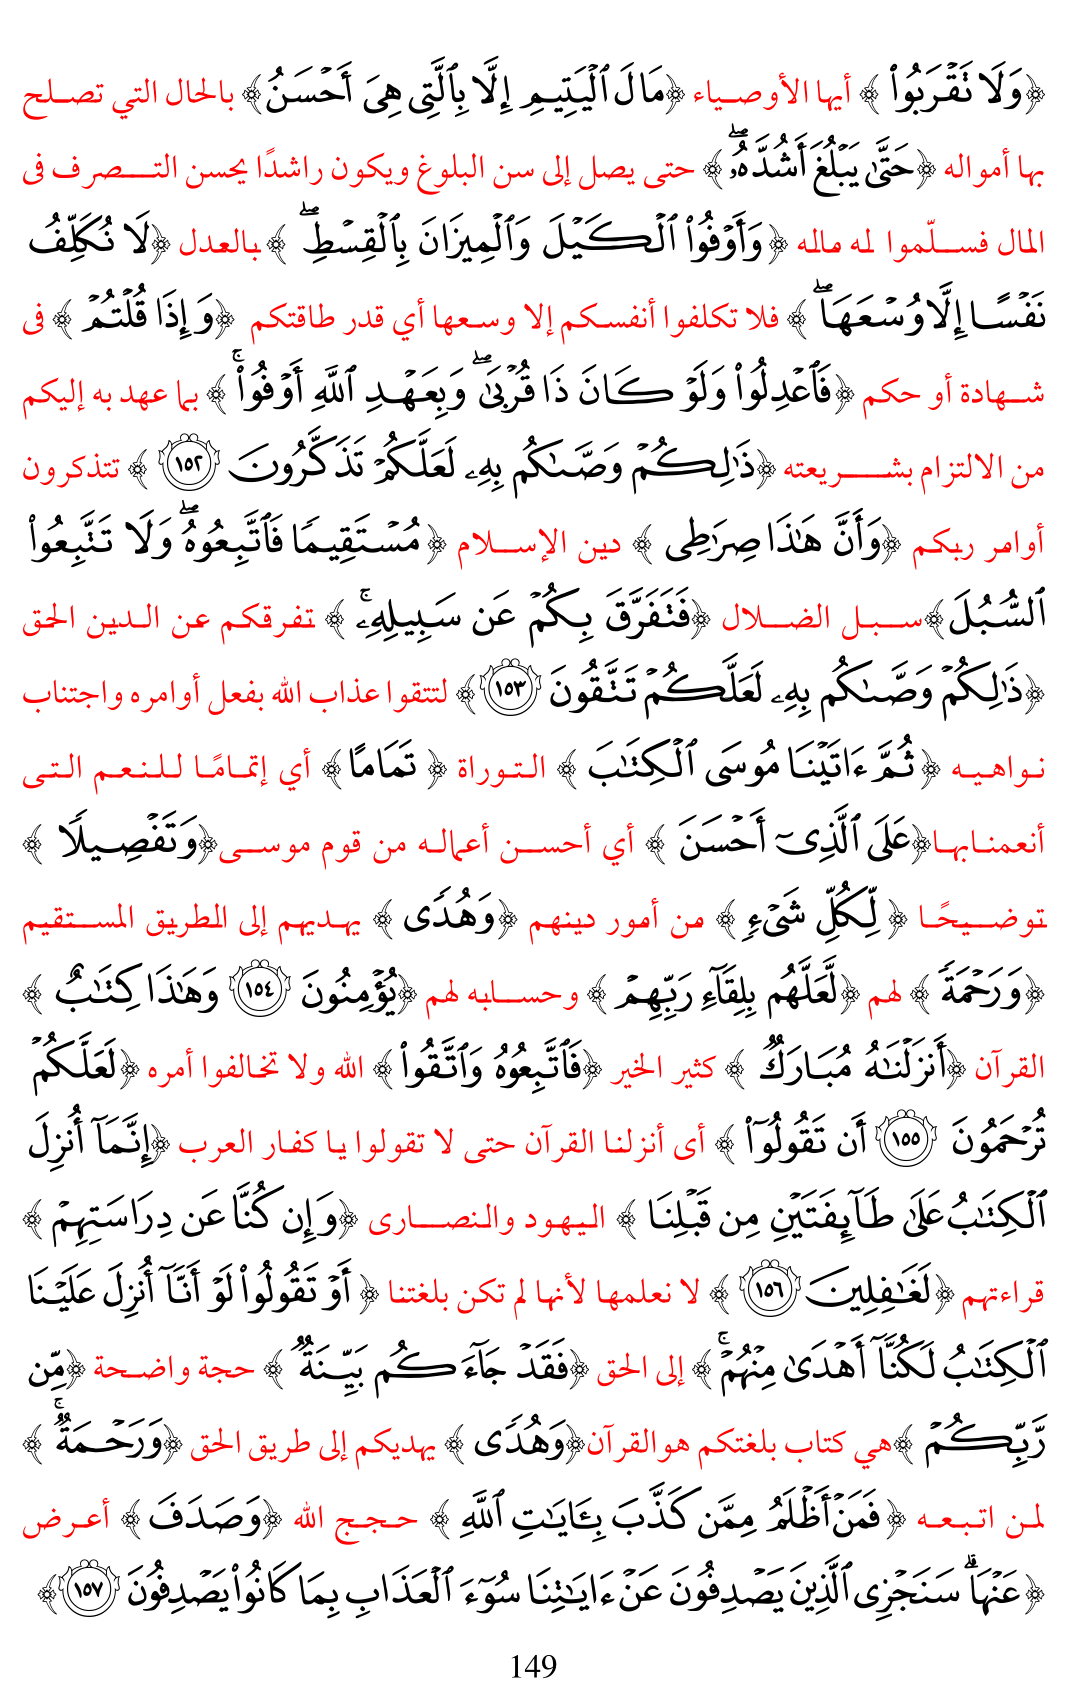 ﴿وَلَا تَقۡرَبُواْ ﴾ أيها الأوصياء ﴿مَالَ ٱلۡيَتِيمِ إِلَّا بِٱلَّتِي هِيَ أَحۡسَنُ﴾ بالحال التي تصلح
بها أمواله ﴿حَتَّىٰ يَبۡلُغَ أَشُدَّهُۥۖ ﴾ حتى يصل إلى سن البلوغ ويكون راشدًا يحسن التصرف فى
المال فسلّموا له ماله ﴿وَأَوۡفُواْ ٱلۡكَيۡلَ وَٱلۡمِيزَانَ بِٱلۡقِسۡطِۖ ﴾ بالعدل ﴿لَا نُكَلِّفُ
نَفۡسًا إِلَّا وُسۡعَهَاۖ ﴾ فلا تكلفوا أنفسكم إلا وسعها أي قدر طاقتكم ﴿وَإِذَا قُلۡتُمۡ ﴾ فى
شهادة أو حكم ﴿فَٱعۡدِلُواْ وَلَوۡ كَانَ ذَا قُرۡبَىٰۖ وَبِعَهۡدِ ٱللَّهِ أَوۡفُواْۚ ﴾ بما عهد به إليكم
من الالتزام بشريعته ﴿ذَٰلِكُمۡ وَصَّىٰكُم بِهِۦ لَعَلَّكُمۡ تَذَكَّرُونَ ١٥٢ ﴾ تتذكرون
أوامر ربكم ﴿وَأَنَّ هَٰذَا صِرَٰطِي ﴾ دين الإسلام ﴿مُسۡتَقِيمٗا فَٱتَّبِعُوهُۖ وَلَا تَتَّبِعُواْ
ٱلسُّبُلَ﴾سبل الضلال ﴿فَتَفَرَّقَ بِكُمۡ عَن سَبِيلِهِۦۚ ﴾ تفرقكم عن الدين الحق
﴿ذَٰلِكُمۡ وَصَّىٰكُم بِهِۦ لَعَلَّكُمۡ تَتَّقُونَ ١٥٣﴾ لتتقوا عذاب الله بفعل أوامره واجتناب
نواهيه ﴿ثُمَّ ءَاتَيۡنَا مُوسَى ٱلۡكِتَٰبَ ﴾ التوراة ﴿ تَمَامًا﴾ أي إتمامًا للنعم التى
أنعمنابها﴿عَلَى ٱلَّذِيٓ أَحۡسَنَ ﴾ أي أحسن أعماله من قوم موسى﴿وَتَفۡصِيلٗا ﴾
توضيحًا ﴿ لِّكُلِّ شَيۡءٖ ﴾ من أمور دينهم ﴿وَهُدٗى ﴾ يهديهم إلى الطريق المستقيم
﴿وَرَحۡمَةٗ ﴾ لهم ﴿لَّعَلَّهُم بِلِقَآءِ رَبِّهِمۡ ﴾ وحسابه لهم ﴿يُؤۡمِنُونَ ١٥٤ وَهَٰذَا كِتَٰبٌ ﴾
القرآن ﴿أَنزَلۡنَٰهُ مُبَارَكٞ ﴾ كثير الخير ﴿فَٱتَّبِعُوهُ وَٱتَّقُواْ﴾ الله ولا تخالفوا أمره ﴿لَعَلَّكُمۡ
تُرۡحَمُونَ ١٥٥ أَن تَقُولُوٓاْ ﴾ أى أنزلنا القرآن حتى لا تقولوا يا كفار العرب ﴿إِنَّمَآ أُنزِلَ
ٱلۡكِتَٰبُ عَلَىٰ طَآئِفَتَيۡنِ مِن قَبۡلِنَا ﴾ اليهود والنصارى ﴿وَإِن كُنَّا عَن دِرَاسَتِهِمۡ ﴾
قراءتهم ﴿لَغَٰفِلِينَ ١٥٦ ﴾ لا نعلمها لأنها لم تكن بلغتنا ﴿ أَوۡ تَقُولُواْ لَوۡ أَنَّآ أُنزِلَ عَلَيۡنَا
ٱلۡكِتَٰبُ لَكُنَّآ أَهۡدَىٰ مِنۡهُمۡۚ ﴾ إلى الحق ﴿فَقَدۡ جَآءَكُم بَيِّنَةٞ ﴾ حجة واضحة ﴿مِّن
رَّبِّكُمۡ ﴾هي كتاب بلغتكم هوالقرآن﴿وَهُدٗى ﴾ يهديكم إلى طريق الحق ﴿وَرَحۡمَةٞۚ ﴾
لمن اتبعه ﴿ فَمَنۡ أَظۡلَمُ مِمَّن كَذَّبَ بِـَٔايَٰتِ ٱللَّهِ ﴾ حجج الله ﴿وَصَدَفَ ﴾ أعرض
﴿عَنۡهَاۗ سَنَجۡزِي ٱلَّذِينَ يَصۡدِفُونَ عَنۡ ءَايَٰتِنَا سُوٓءَ ٱلۡعَذَابِ بِمَا كَانُواْ يَصۡدِفُونَ ١٥٧﴾
149